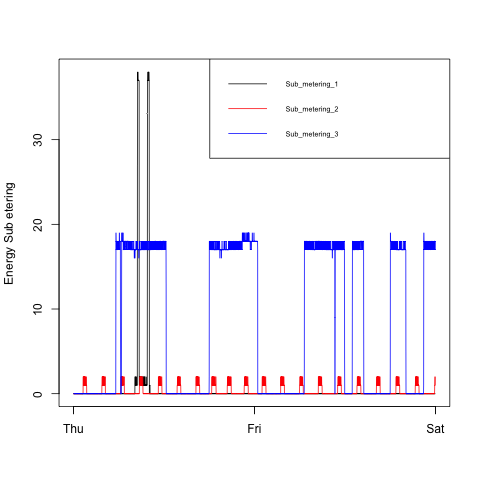 Sub_metering_1
Sub_metering_2
Sub_metering_3
Energy Sub etering
30
20
10
0
Thu
Fri
Sat